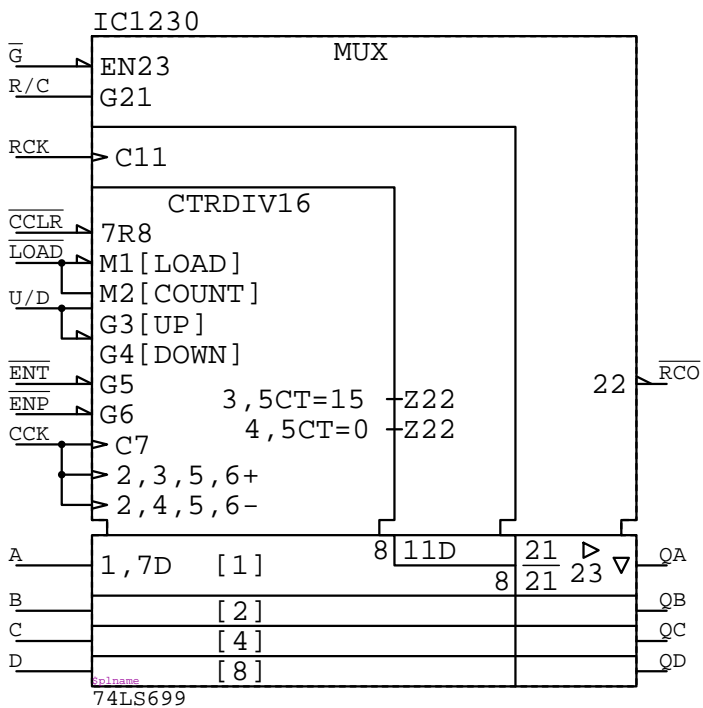 IC1230
MUX
G
EN23
R/C
G21
RCK
C11
CTRDIV16
CCLR
7R8
LOAD
M1[LOAD]
M2[COUNT]
U/D
G3[UP]
G4[DOWN]
ENT
G5
ENP
G6
3,5CT=15 Z22
22
RCO
CCK
C7
4,5CT=0 Z22
2,3,5,6+
2,4,5,6-
A
1,7D [1]
8
11D
8
21
21
23
QA
B
[2]
QB
C
[4]
QC
D
[8]
QD
$plname
74LS699